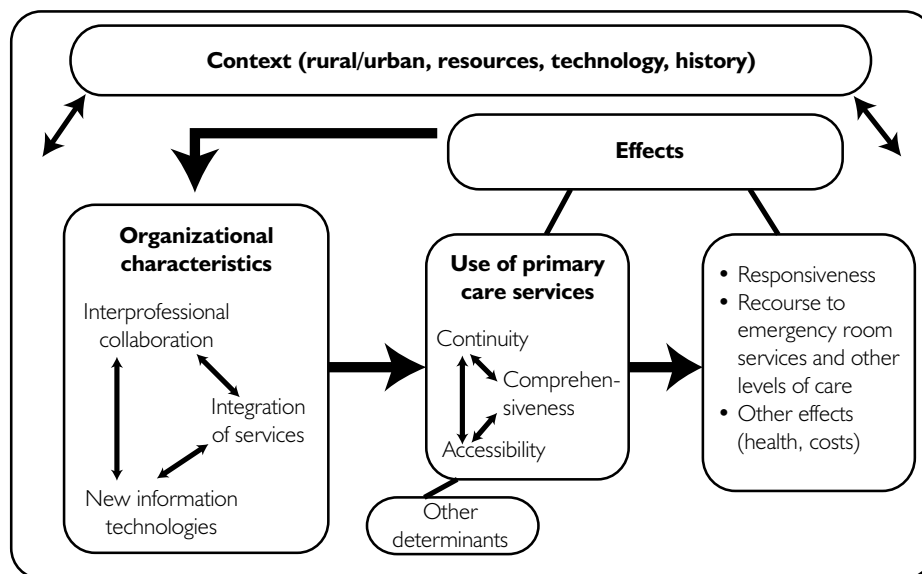 Context (rural/urban, resources, technology, history)
Effects
Organizational
characteristics
Interprofessional
collaboration
Integration
of services
New information
technologies
Use of primary
care services
Continuity
Comprehen-
siveness
Accessibility
Other
determinants
• Responsiveness
• Recourse to
emergency room
services and other
levels of care
• Other effects
(health, costs)